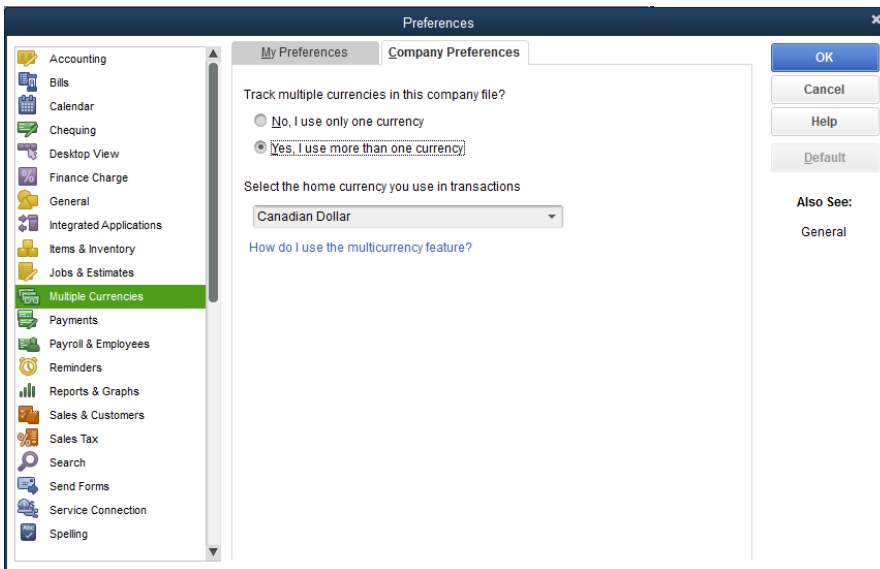 Preferences
Accounting
Bills
Calendar
Chequing
Desktop View
Finance Charge
General
Integrated Applications
Items & Inventory
Jobs & Estimates
Multiple Currencies
Payments
Payroll & Employees
Reminders
Reports & Graphs
Sales & Customers
Sales Tax
Search
Send Forms
Service Connection
Spelling
My Preferences
Company Preferences
Track multiple currencies in this company file?
No, I use only one currency
Yes, I use more than one currency
Select the home currency you use in transactions
Canadian Dollar
How do I use the multicurrency feature?
OK
Cancel
Help
Default
Also See:
General